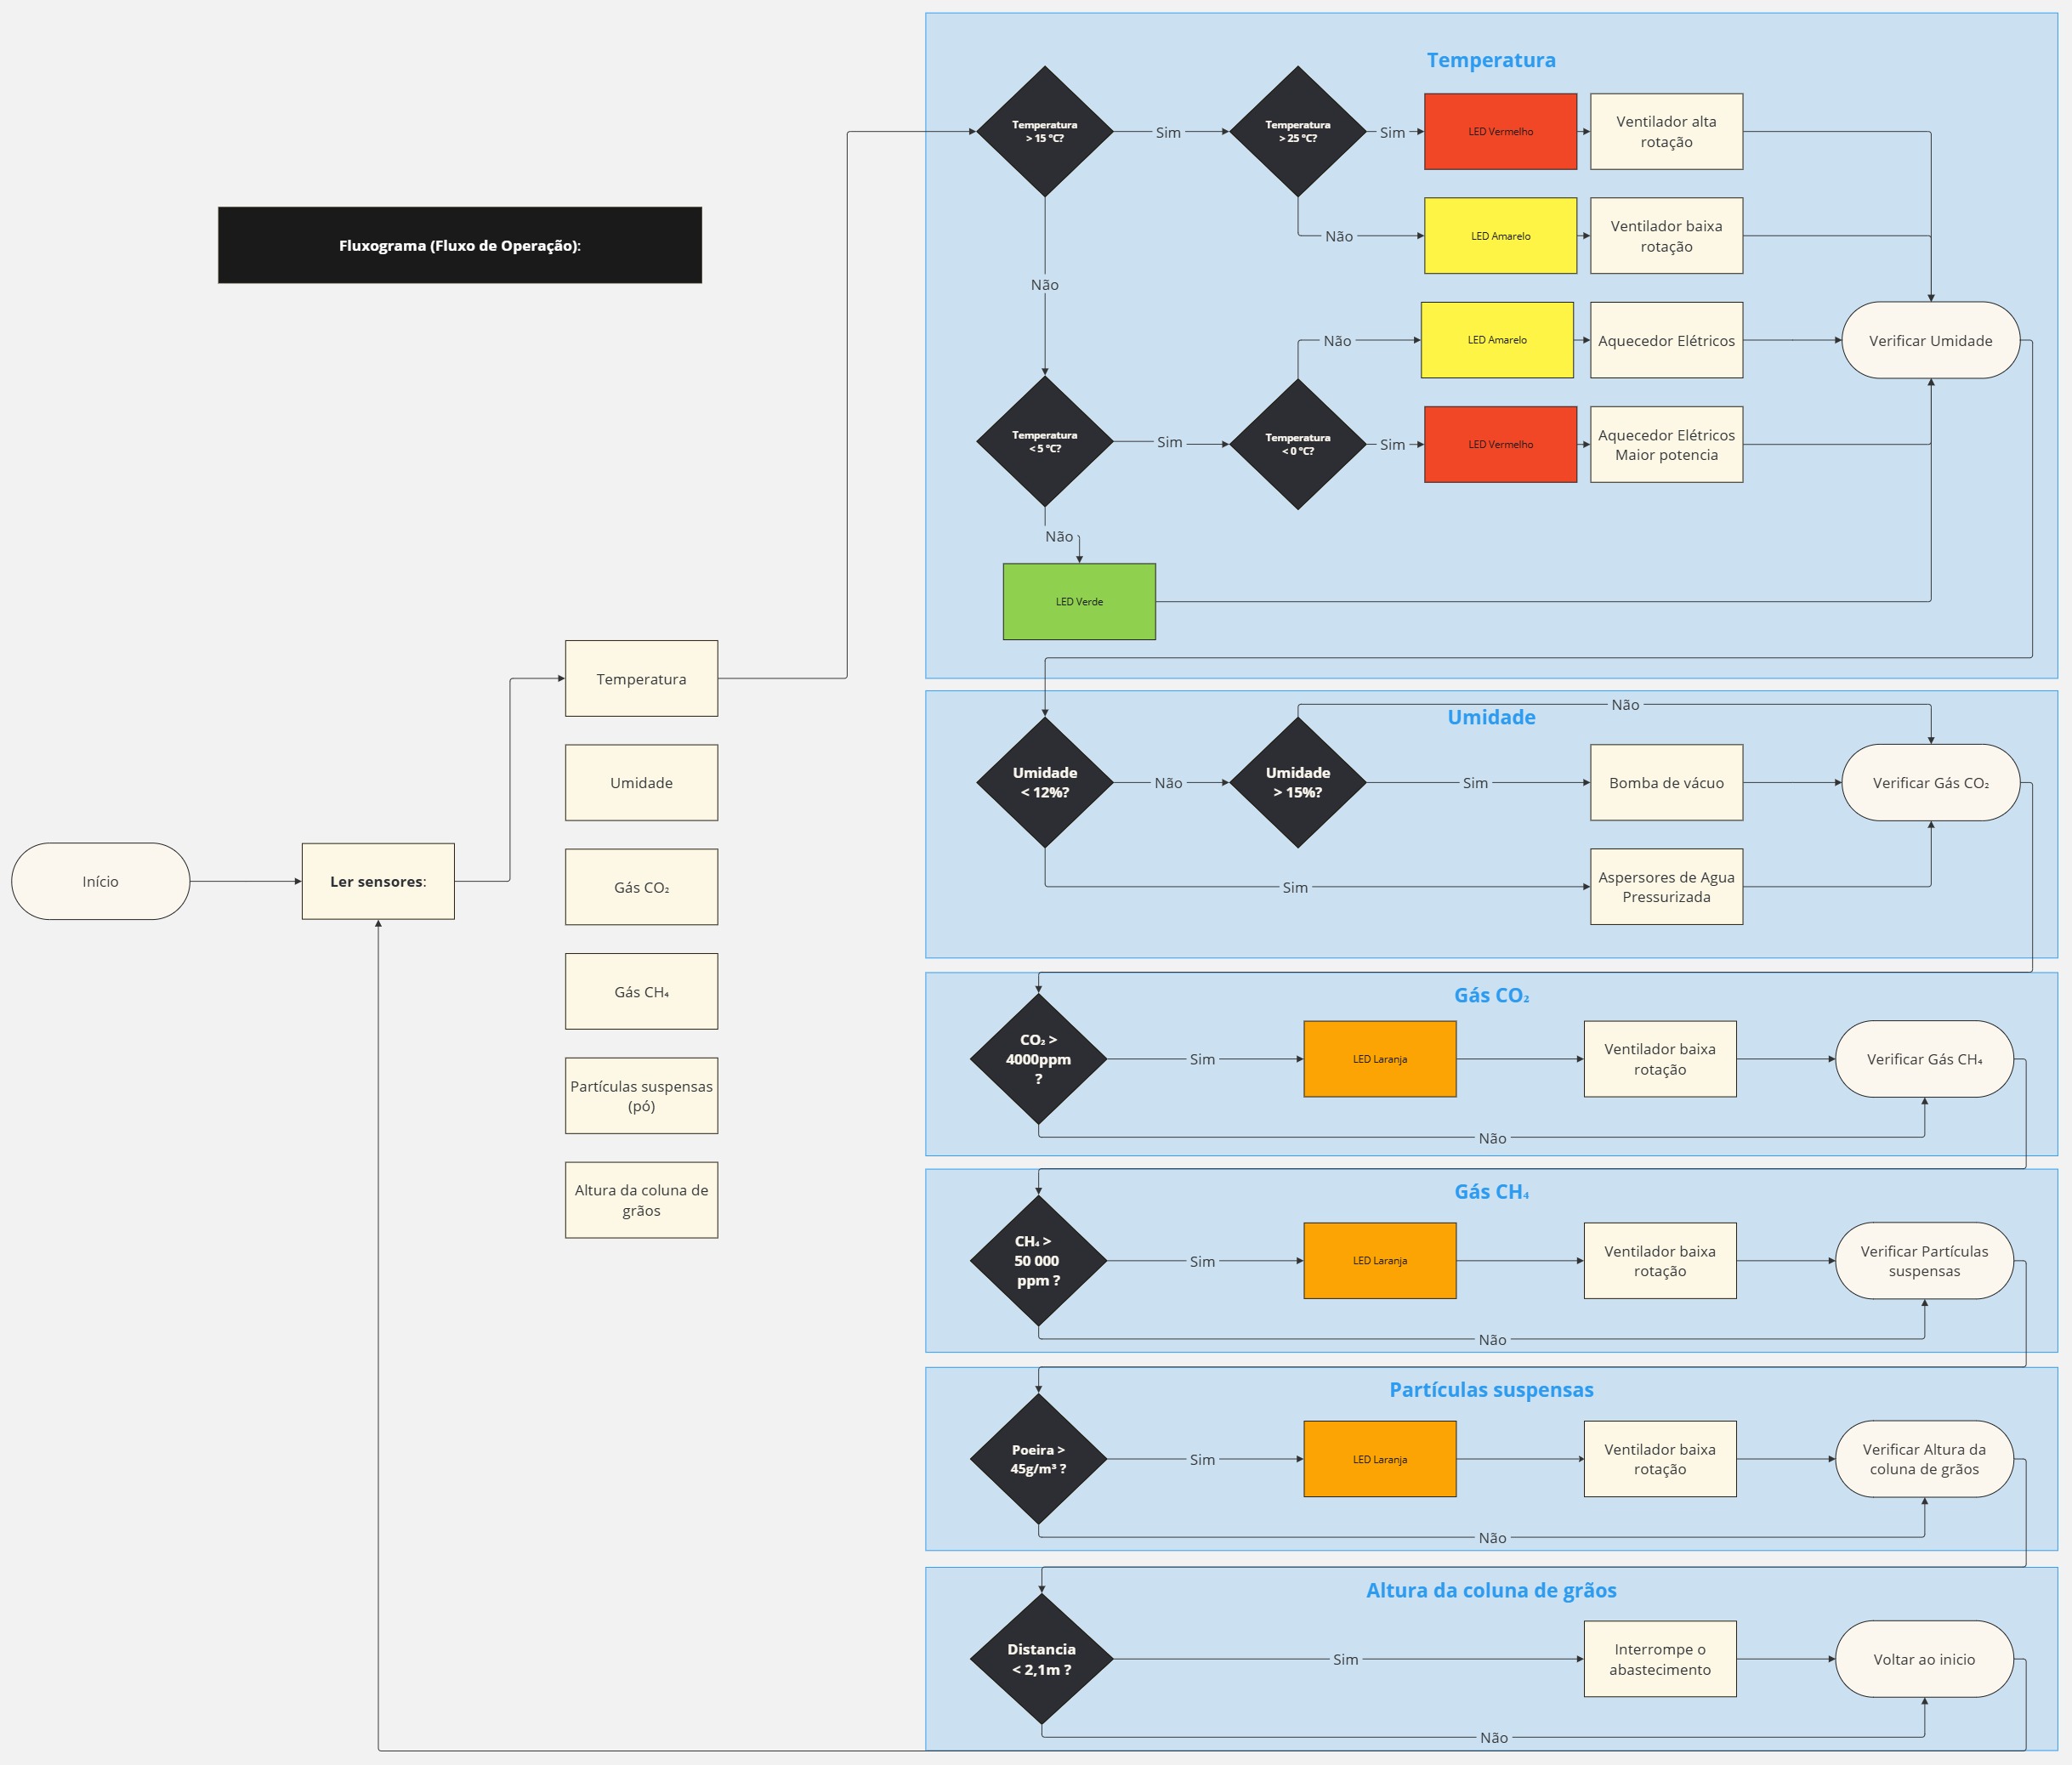 Fluxograma (Fluxo de Operação):
Início
Ler sensores:
Temperatura
Umidade
Gás CO₂
Gás CH₄
Partículas suspensas
(pó)
Altura da coluna de
grãos
Temperatura
Temperatura
> 15 °C?
Sim
Temperatura
> 25 °C?
Sim
LED Vermelho
Ventilador alta
rotação
Não
LED Amarelo
Ventilador baixa
rotação
Não
Não
LED Amarelo
Aquecedor Elétricos
Verificar Umidade
Temperatura
< 5 °C?
Sim
Temperatura
< 0 °C?
Sim
LED Vermelho
Aquecedor Elétricos
Maior potencia
Não
LED Verde
Umidade
Não
Umidade
< 12%?
Não
Umidade
> 15%?
Sim
Bomba de vácuo
Verificar Gás CO₂
Sim
Aspersores de Agua
Pressurizada
Gás CO₂
CO₂ >
4000ppm
?
Sim
LED Laranja
Ventilador baixa
rotação
Verificar Gás CH₄
Não
Gás CH₄
CH₄ >
50 000
ppm ?
Sim
LED Laranja
Ventilador baixa
rotação
Verificar Partículas
suspensas
Não
Partículas suspensas
Poeira >
45g/m³ ?
Sim
LED Laranja
Ventilador baixa
rotação
Verificar Altura da
coluna de grãos
Não
Altura da coluna de grãos
Distancia
< 2,1m ?
Sim
Interrompe o
abastecimento
Voltar ao inicio
Não